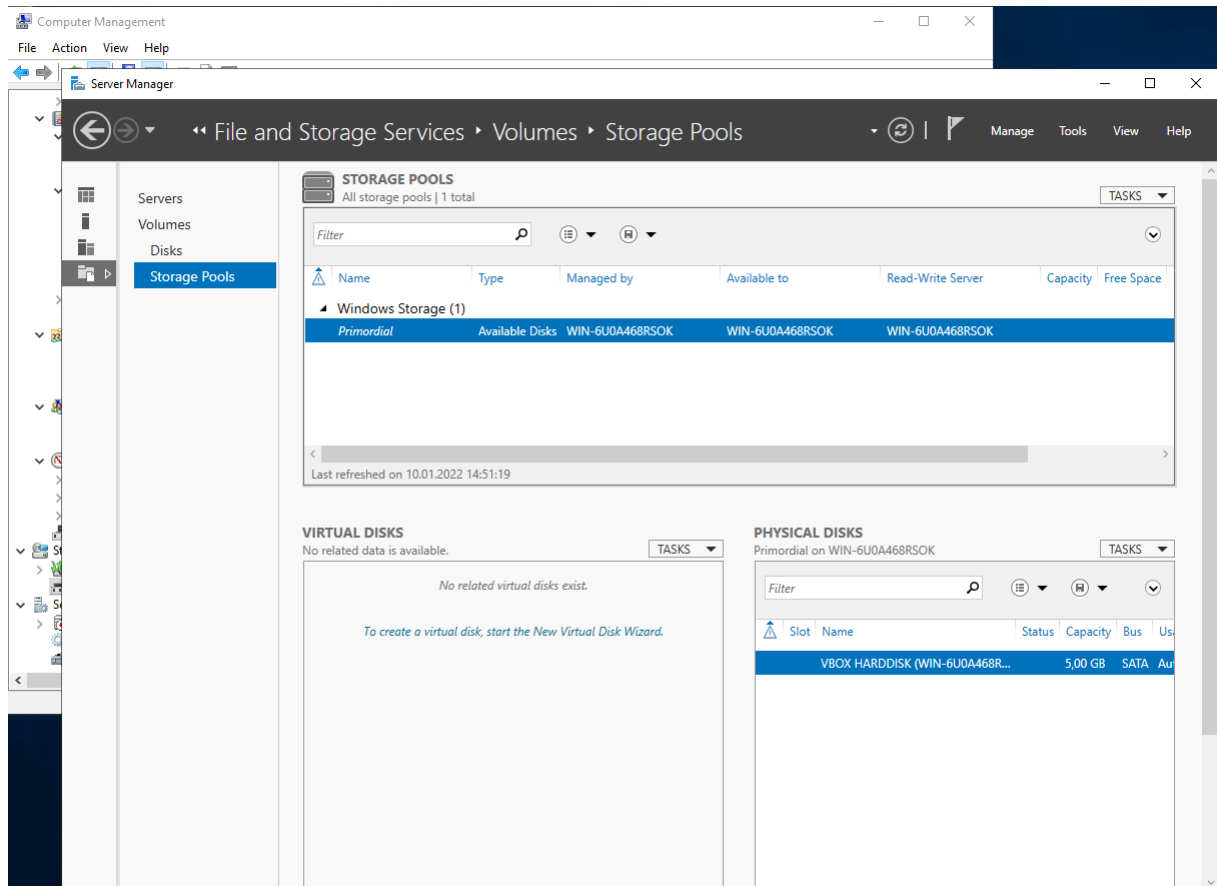 Computer Management
File Action View Help
Server Manager
File and Storage Services Volumes Storage Pools
Manage Tools View Help
Servers
Volumes
Disks
Storage Pools
STORAGE POOLS
All storage pools | 1 total
TASKS
Filter
Name Type Managed by Available to Read-Write Server Capacity Free Space
Windows Storage (1)
Primordial Available Disks WIN-6U0A468RSOK WIN-6U0A468RSOK WIN-6U0A468RSOK
Last refreshed on 10.01.2022 14:51:19
VIRTUAL DISKS
No related data is available.
TASKS
No related virtual disks exist.
To create a virtual disk, start the New Virtual Disk Wizard.
PHYSICAL DISKS
Primordial on WIN-6U0A468RSOK
TASKS
Filter
Slot Name Status Capacity Bus
VBOX HARDDISK (WIN-6U0A468R... 5,00 GB SATA